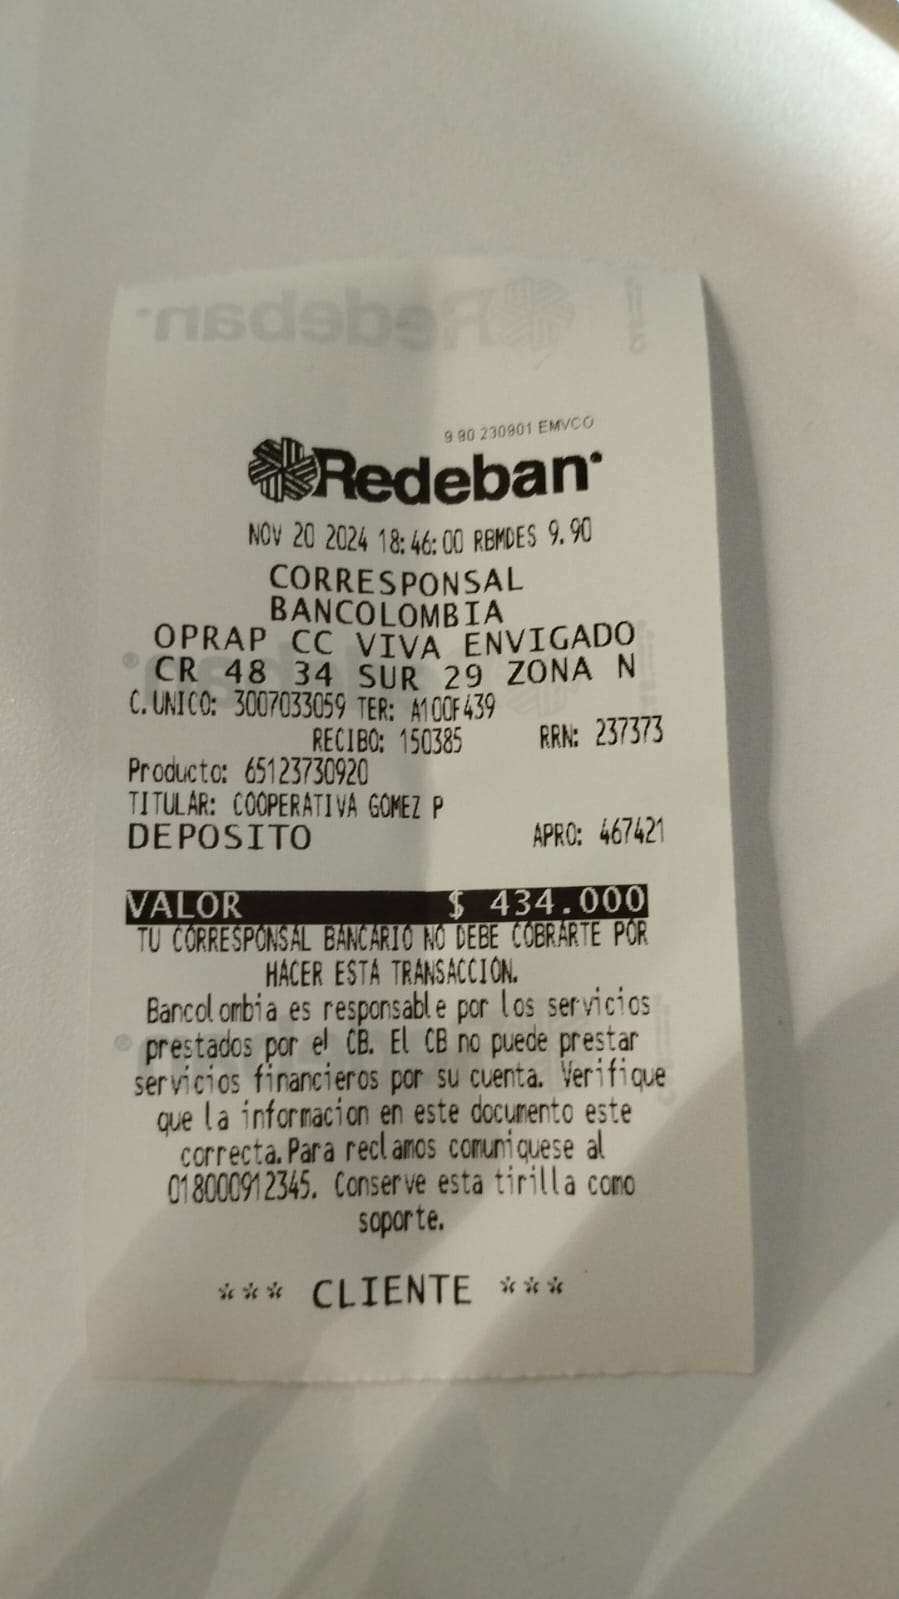 9.90 230901 EMVCO
Redeban
NOV 20 2024 18:46:00 RBMDES 9.90
CORRESPONSAL
BANCOLOMBIA
OPRAP CC VIVA ENVIGADO
CR 48 34 SUR 29 ZONA N
C.UNICO: 3007033059 TER: A100F439
RECIBO: 150385 RRN: 237373
Producto: 65123730920
TITULAR: COOPERATIVA GOMEZ P
DEPOSITO APRO: 467421
VALOR $ 434.000
TU CORRESPONSAL BANCARIO NO DEBE COBRARTE POR
HACER ESTA TRANSACCION.
Bancolombia es responsable por los servicios
prestados por el CB. El CB no puede prestar
servicios financieros por su cuenta. Verifique
que la informacion en este documento este
correcta.Para reclamos comuniquese al
018000912345. Conserve esta tirilla como
soporte.
*** CLIENTE ***